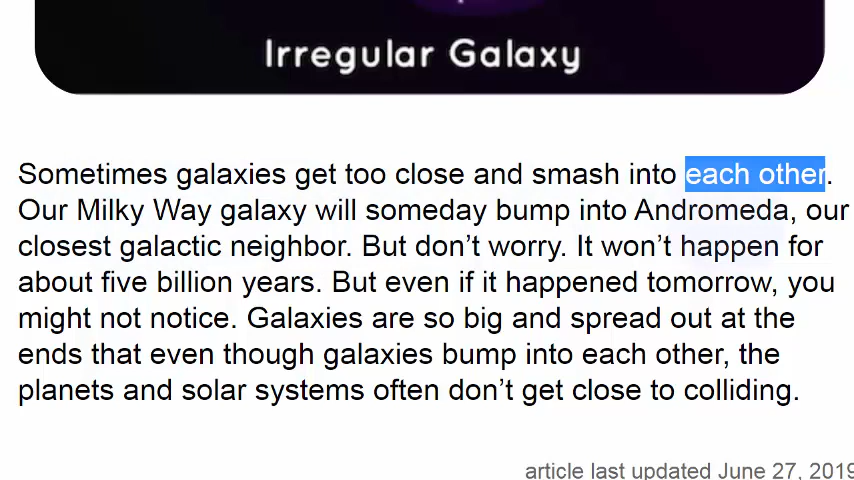 Irregular Galaxy
Sometimes galaxies get too close and smash into each other.
Our Milky Way galaxy will someday bump into Andromeda, our
closest galactic neighbor. But don’t worry. It won’t happen for
about five billion years. But even if it happened tomorrow, you
might not notice. Galaxies are so big and spread out at the
ends that even though galaxies bump into each other, the
planets and solar systems often don’t get close to colliding.
article last updated June 27, 2019